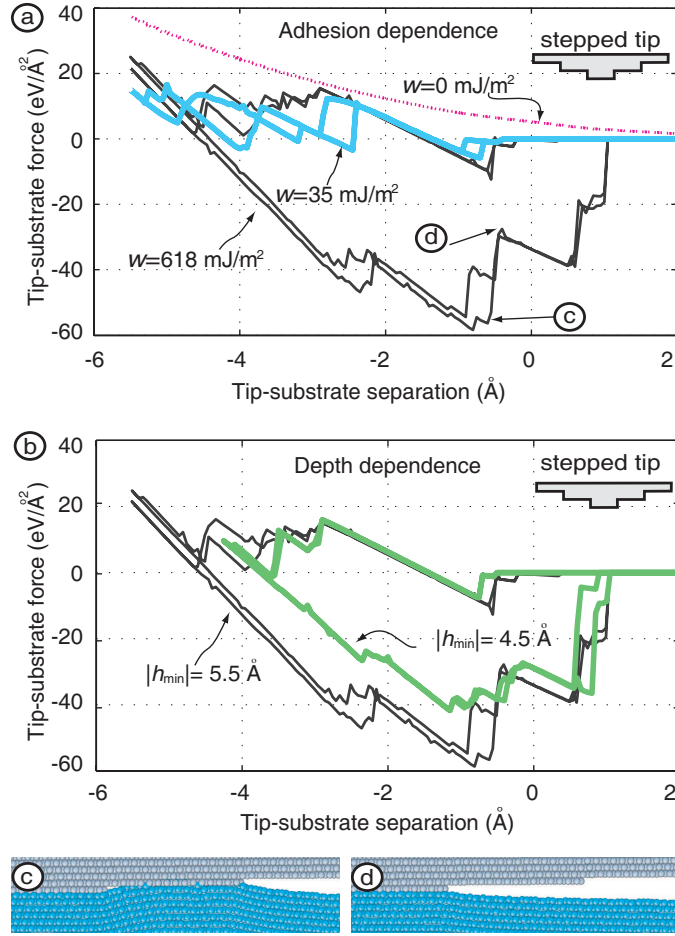 a
Adhesion dependence
stepped tip
w=0 mJ/m²
w=35 mJ/m²
w=618 mJ/m²
d
c
40
20
0
-20
-40
-60
Tip-substrate force (eV/Å²)
-6
-4
-2
0
2
Tip-substrate separation (Å)
b
Depth dependence
stepped tip
|hmin|= 4.5 Å
|hmin|= 5.5 Å
40
20
0
-20
-40
-60
Tip-substrate force (eV/Å²)
-6
-4
-2
0
2
Tip-substrate separation (Å)
c
d